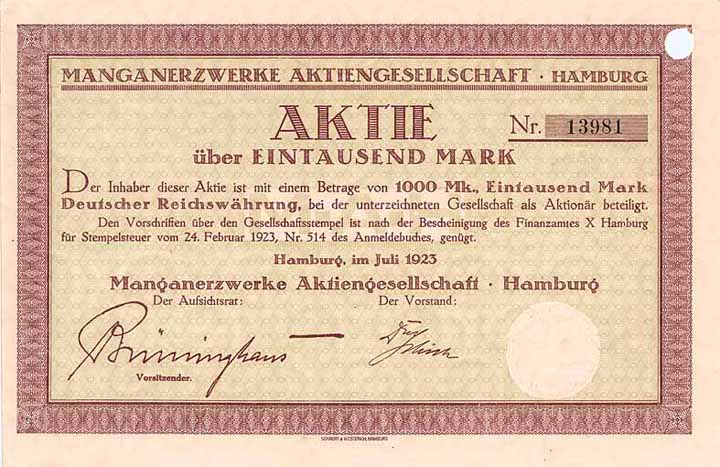 MANGANERZWERKE AKTIENGESELLSCHAFT · HAMBURG
AKTIE
Nr. 13981
über EINTAUSEND MARK
Der Inhaber dieser Aktie ist mit einem Betrage von 1000 Mk., Eintausend Mark
Deutscher Reichswährung, bei der unterzeichneten Gesellschaft als Aktionär beteiligt.
Den Vorschriften über den Gesellschaftsstempel ist nach der Bescheinigung des Finanzamtes X Hamburg
für Stempelsteuer vom 24. Februar 1923, Nr. 514 des Anmeldebuches, genügt.
Hamburg, im Juli 1923
Manganerzwerke Aktiengesellschaft · Hamburg
Der Aufsichtsrat: Der Vorstand:
Brüninghaus
Vorsitzender.